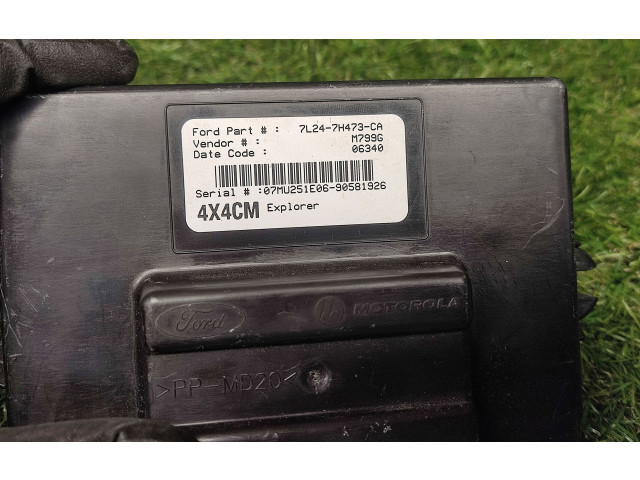 Ford Part # : 7L24-7H473-CA
Vendor # : M799G
Date Code : 06340
Serial # :07MU251E06-90581926
4X4CM Explorer
Ford MOTOROLA
>PP-MD20<